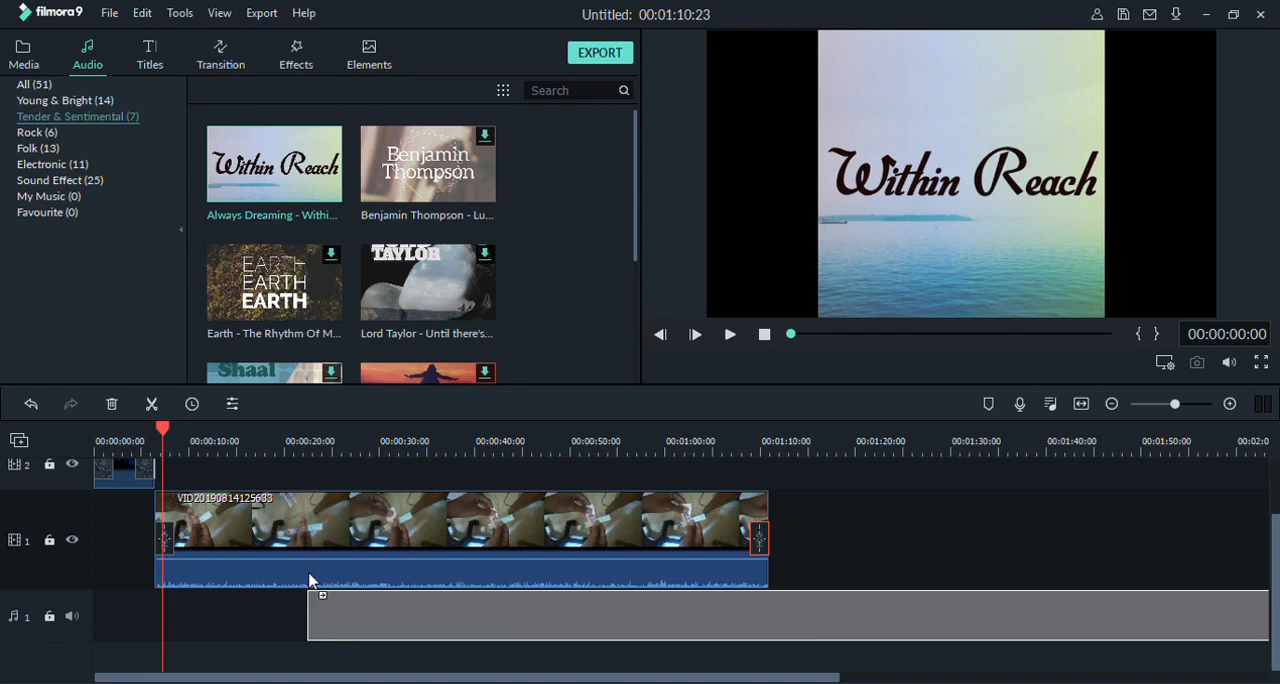 filmora9 File Edit Tools View Export Help Untitled: 00:01:10:23
Media Audio Titles Transition Effects Elements EXPORT
All (51)
Young & Bright (14)
Tender & Sentimental (7)
Rock (6)
Folk (13)
Electronic (11)
Sound Effect (25)
My Music (0)
Favourite (0)
Search
Within Reach
Always Dreaming - Withi...
Benjamin
Thompson
Benjamin Thompson - Lu...
EARTH
EARTH
EARTH
Earth - The Rhythm Of M...
LORD
TAYLOR
Lord Taylor - Until there's...
Shaal
Within Reach
{ } 00:00:00:00
00:00:00:00 00:00:10:00 00:00:20:00 00:00:30:00 00:00:40:00 00:00:50:00 00:01:00:00 00:01:10:00 00:01:20:00 00:01:30:00 00:01:40:00 00:01:50:00 00:02:0
2
VID20190814125633
1
1